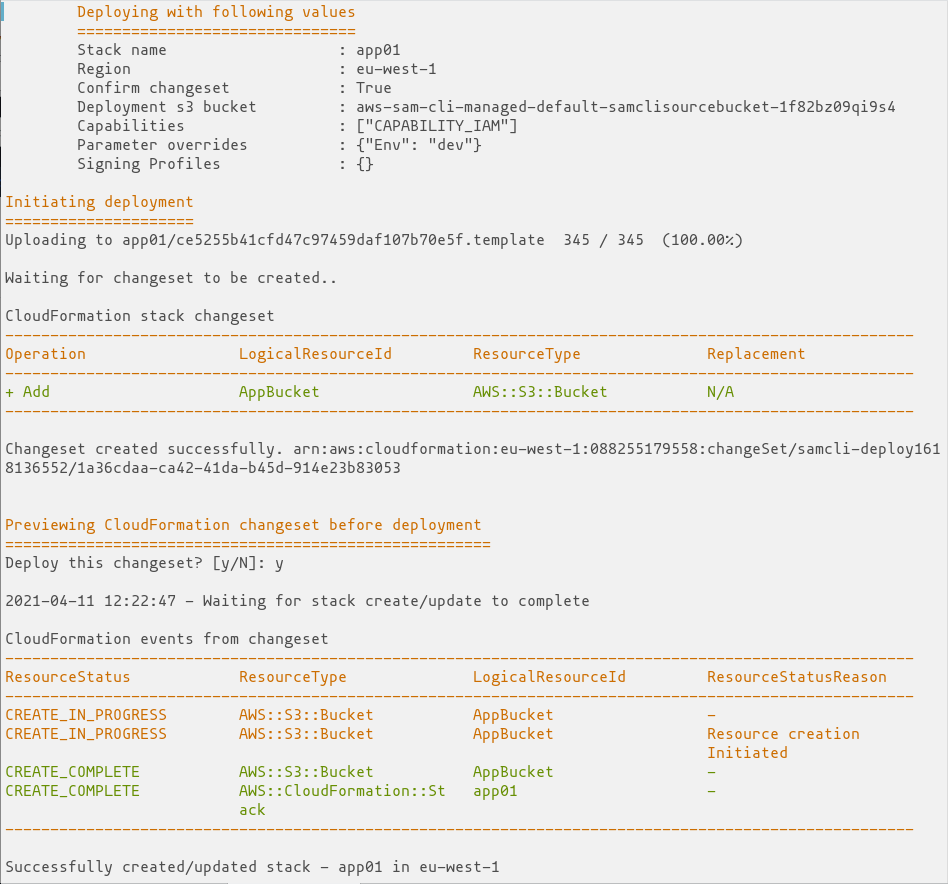 Deploying with following values
===============================
Stack name                   : app01
Region                       : eu-west-1
Confirm changeset            : True
Deployment s3 bucket         : aws-sam-cli-managed-default-samclisourcebucket-1f82bz09qi9s4
Capabilities                 : ["CAPABILITY_IAM"]
Parameter overrides          : {"Env": "dev"}
Signing Profiles             : {}
Initiating deployment
=====================
Uploading to app01/ce5255b41cfd47c97459daf107b70e5f.template  345 / 345  (100.00%)
Waiting for changeset to be created..
CloudFormation stack changeset
-----------------------------------------------------------------------------------------------------
Operation                 LogicalResourceId         ResourceType              Replacement
-----------------------------------------------------------------------------------------------------
+ Add                     AppBucket                 AWS::S3::Bucket           N/A
-----------------------------------------------------------------------------------------------------
Changeset created successfully. arn:aws:cloudformation:eu-west-1:088255179558:changeSet/samcli-deploy161
8136552/1a36cdaa-ca42-41da-b45d-914e23b83053
Previewing CloudFormation changeset before deployment
======================================================
Deploy this changeset? [y/N]: y
2021-04-11 12:22:47 - Waiting for stack create/update to complete
CloudFormation events from changeset
-----------------------------------------------------------------------------------------------------
ResourceStatus            ResourceType              LogicalResourceId         ResourceStatusReason
-----------------------------------------------------------------------------------------------------
CREATE_IN_PROGRESS        AWS::S3::Bucket           AppBucket                 -
CREATE_IN_PROGRESS        AWS::S3::Bucket           AppBucket                 Resource creation
                                                                              Initiated
CREATE_COMPLETE           AWS::S3::Bucket           AppBucket                 -
CREATE_COMPLETE           AWS::CloudFormation::St   app01                     -
                          ack
-----------------------------------------------------------------------------------------------------
Successfully created/updated stack - app01 in eu-west-1